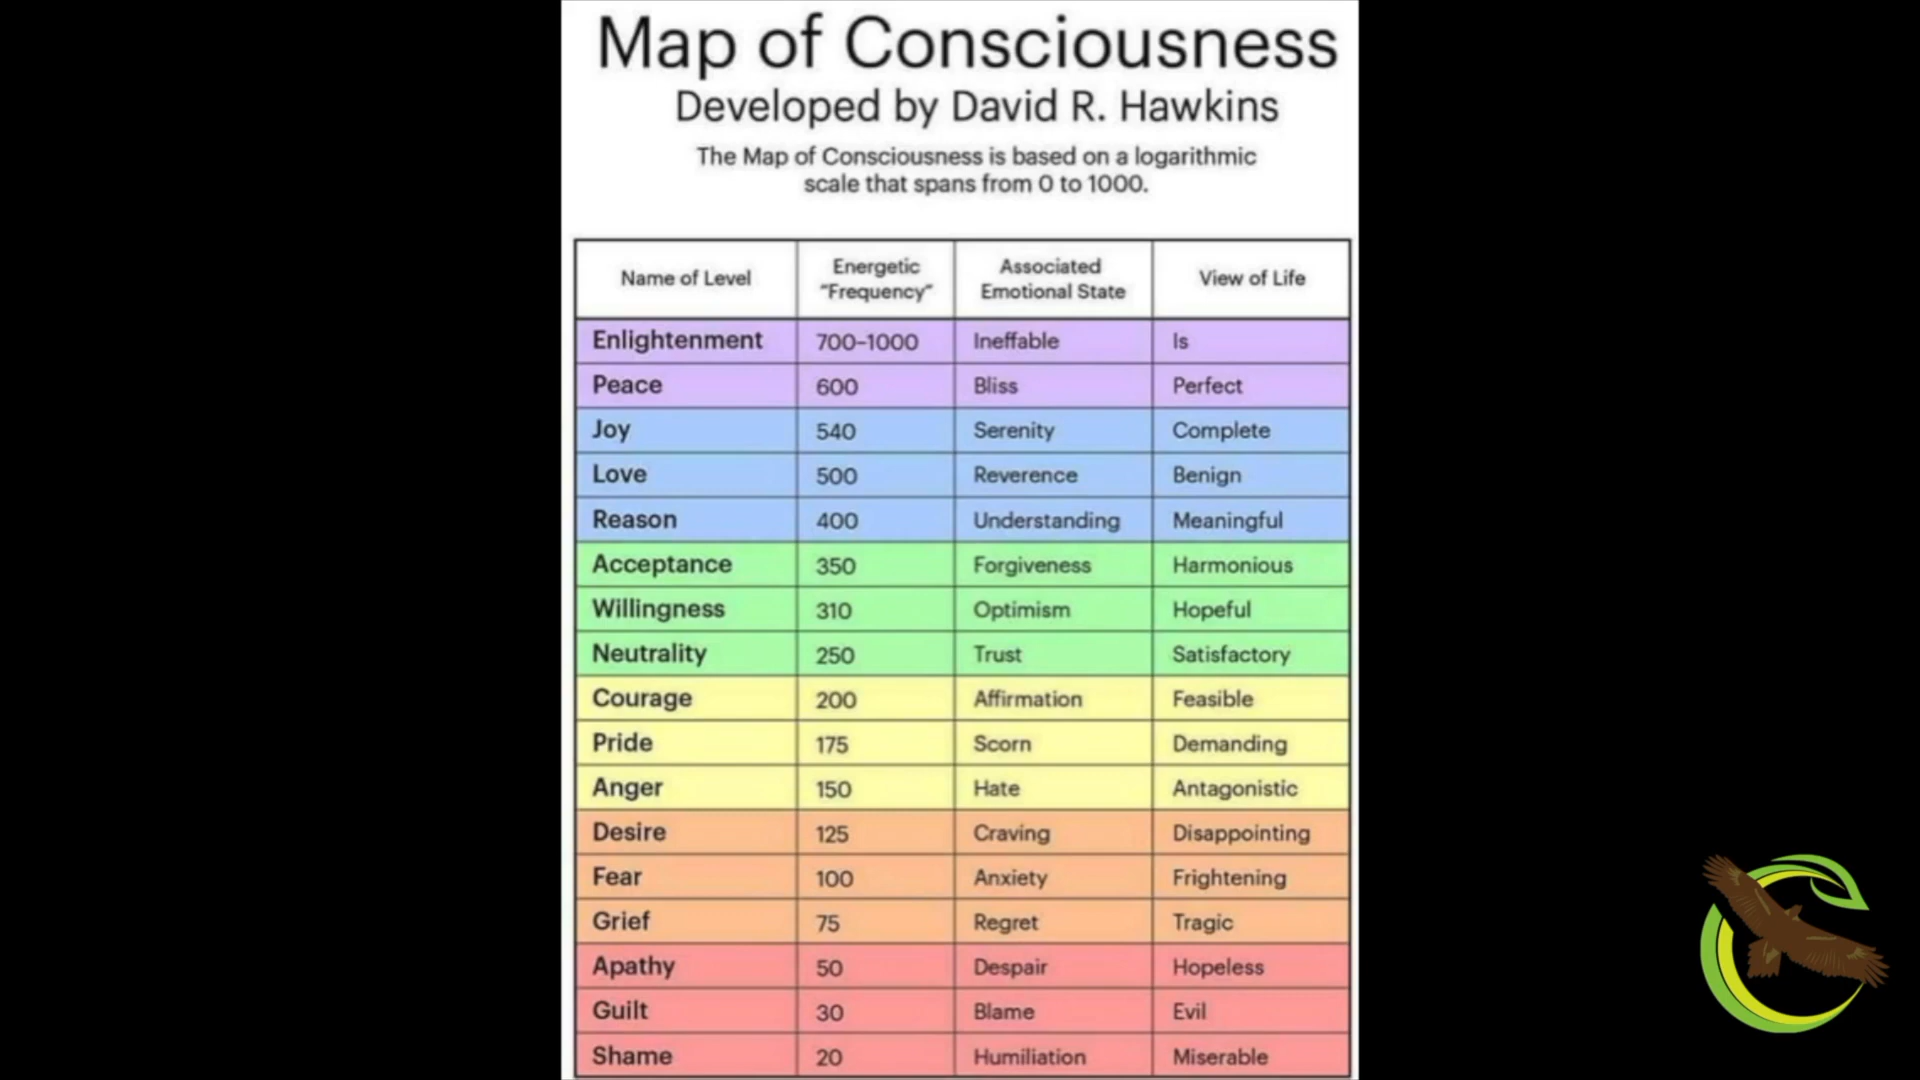 Map of Consciousness
Developed by David R. Hawkins
The Map of Consciousness is based on a logarithmic
scale that spans from 0 to 1000.
Name of Level Energetic "Frequency" Associated Emotional State View of Life
Enlightenment 700–1000 Ineffable Is
Peace 600 Bliss Perfect
Joy 540 Serenity Complete
Love 500 Reverence Benign
Reason 400 Understanding Meaningful
Acceptance 350 Forgiveness Harmonious
Willingness 310 Optimism Hopeful
Neutrality 250 Trust Satisfactory
Courage 200 Affirmation Feasible
Pride 175 Scorn Demanding
Anger 150 Hate Antagonistic
Desire 125 Craving Disappointing
Fear 100 Anxiety Frightening
Grief 75 Regret Tragic
Apathy 50 Despair Hopeless
Guilt 30 Blame Evil
Shame 20 Humiliation Miserable